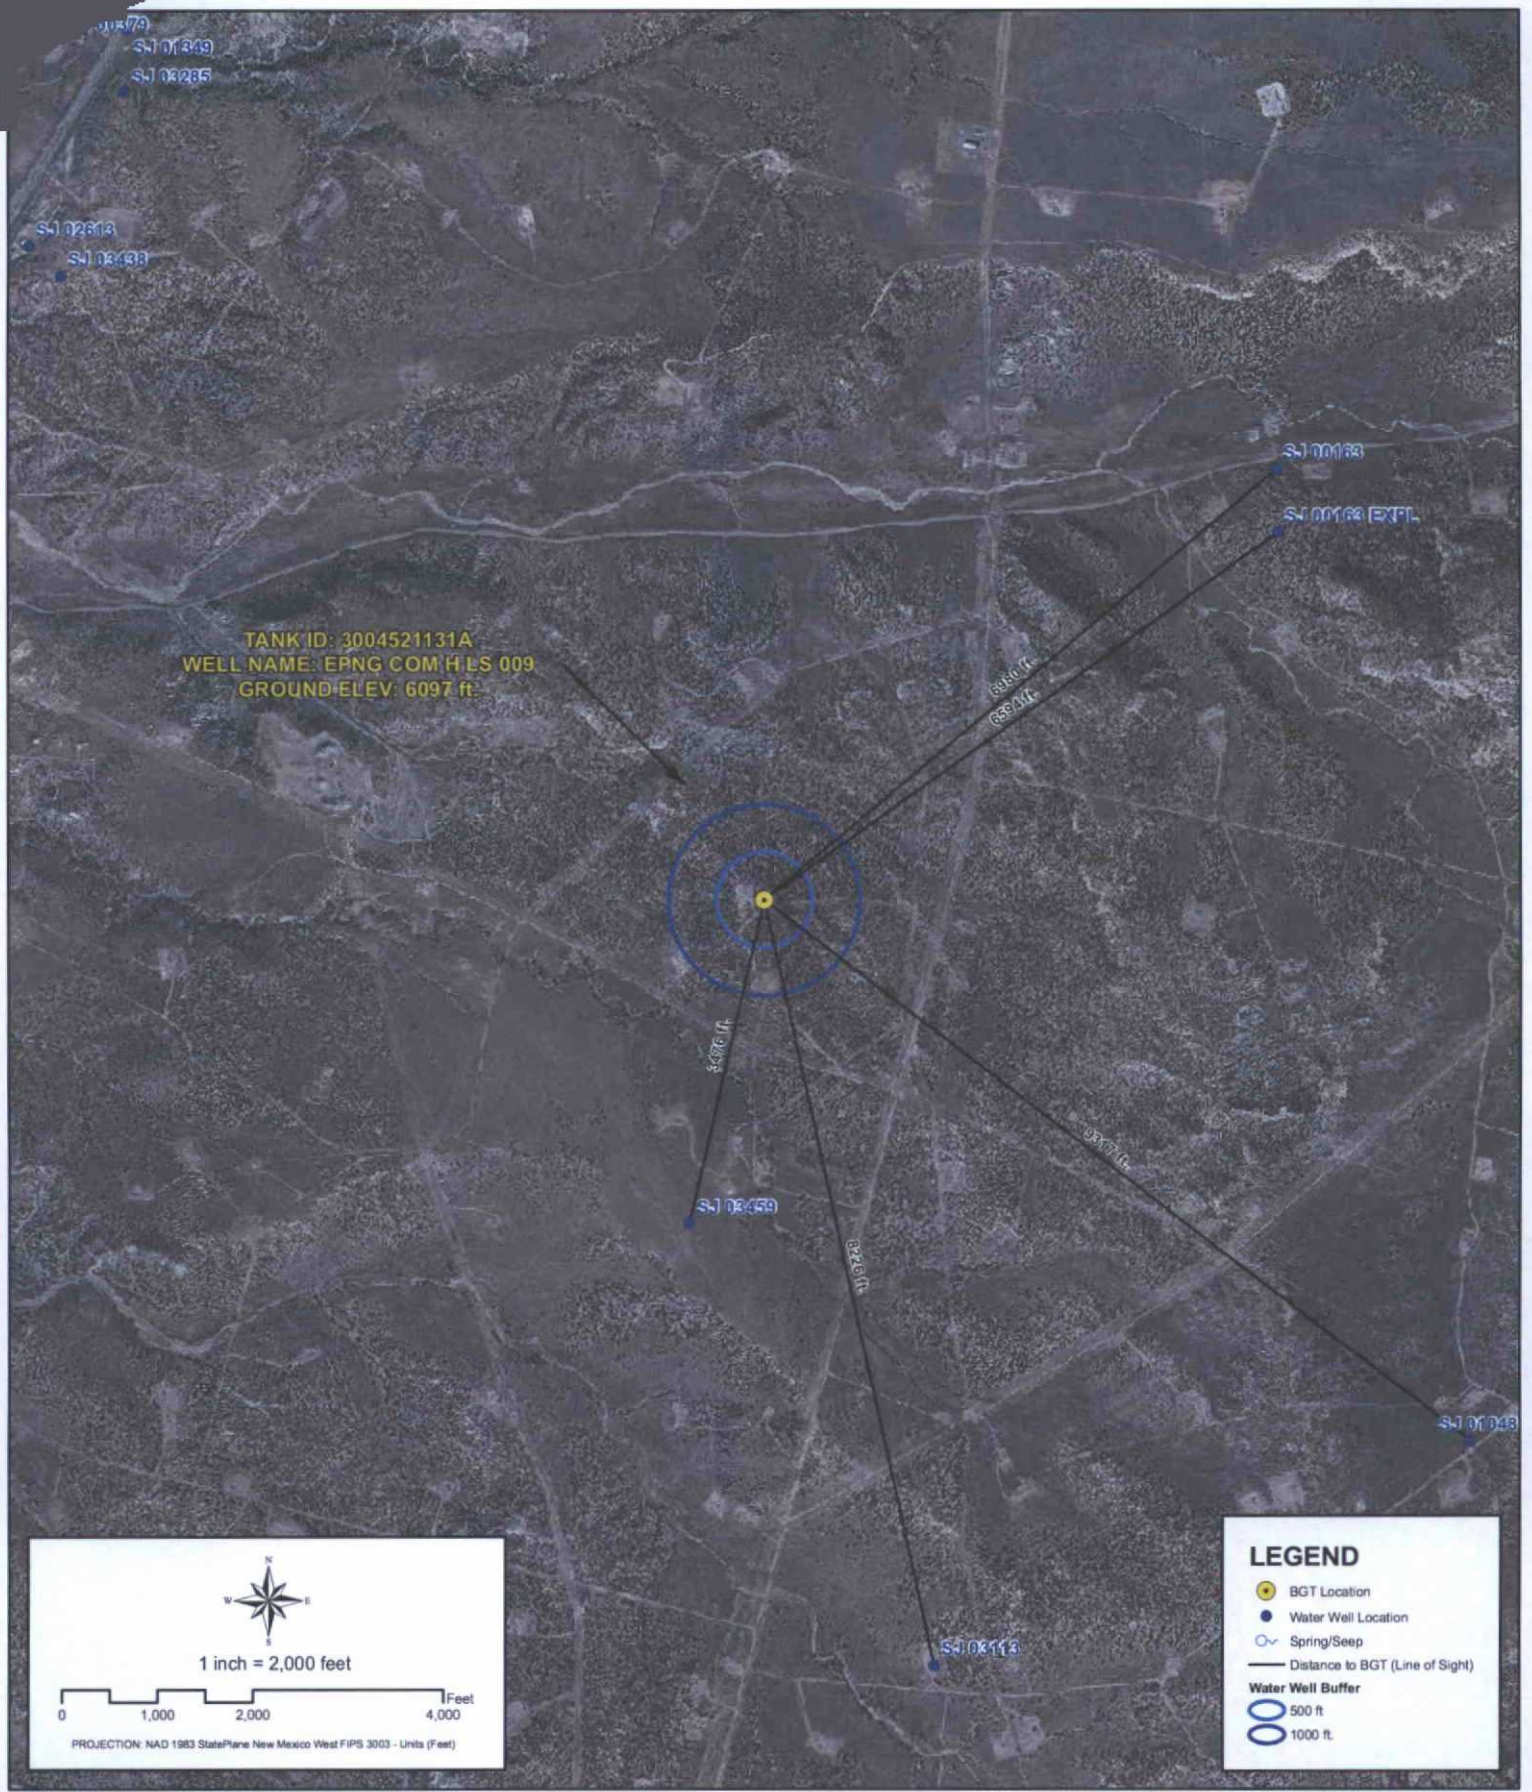 SJ 01349
SJ 03285
SJ 02613
SJ 03438
SJ 00163
SJ 00163 EXPL
TANK ID: 3004521131A
WELL NAME: EPNG COM H LS 009
GROUND ELEV: 6097 ft.
ft.
ft.
3476 ft.
ft.
SJ 03459
8226 ft.
SJ 01048
SJ 03113
N
W E
S
1 inch = 2,000 feet
Feet
0 1,000 2,000 4,000
PROJECTION: NAD 1983 StatePlane New Mexico West FIPS 3003 - Units (Feet)
LEGEND
BGT Location
Water Well Location
Spring/Seep
Distance to BGT (Line of Sight)
Water Well Buffer
500 ft
1000 ft.